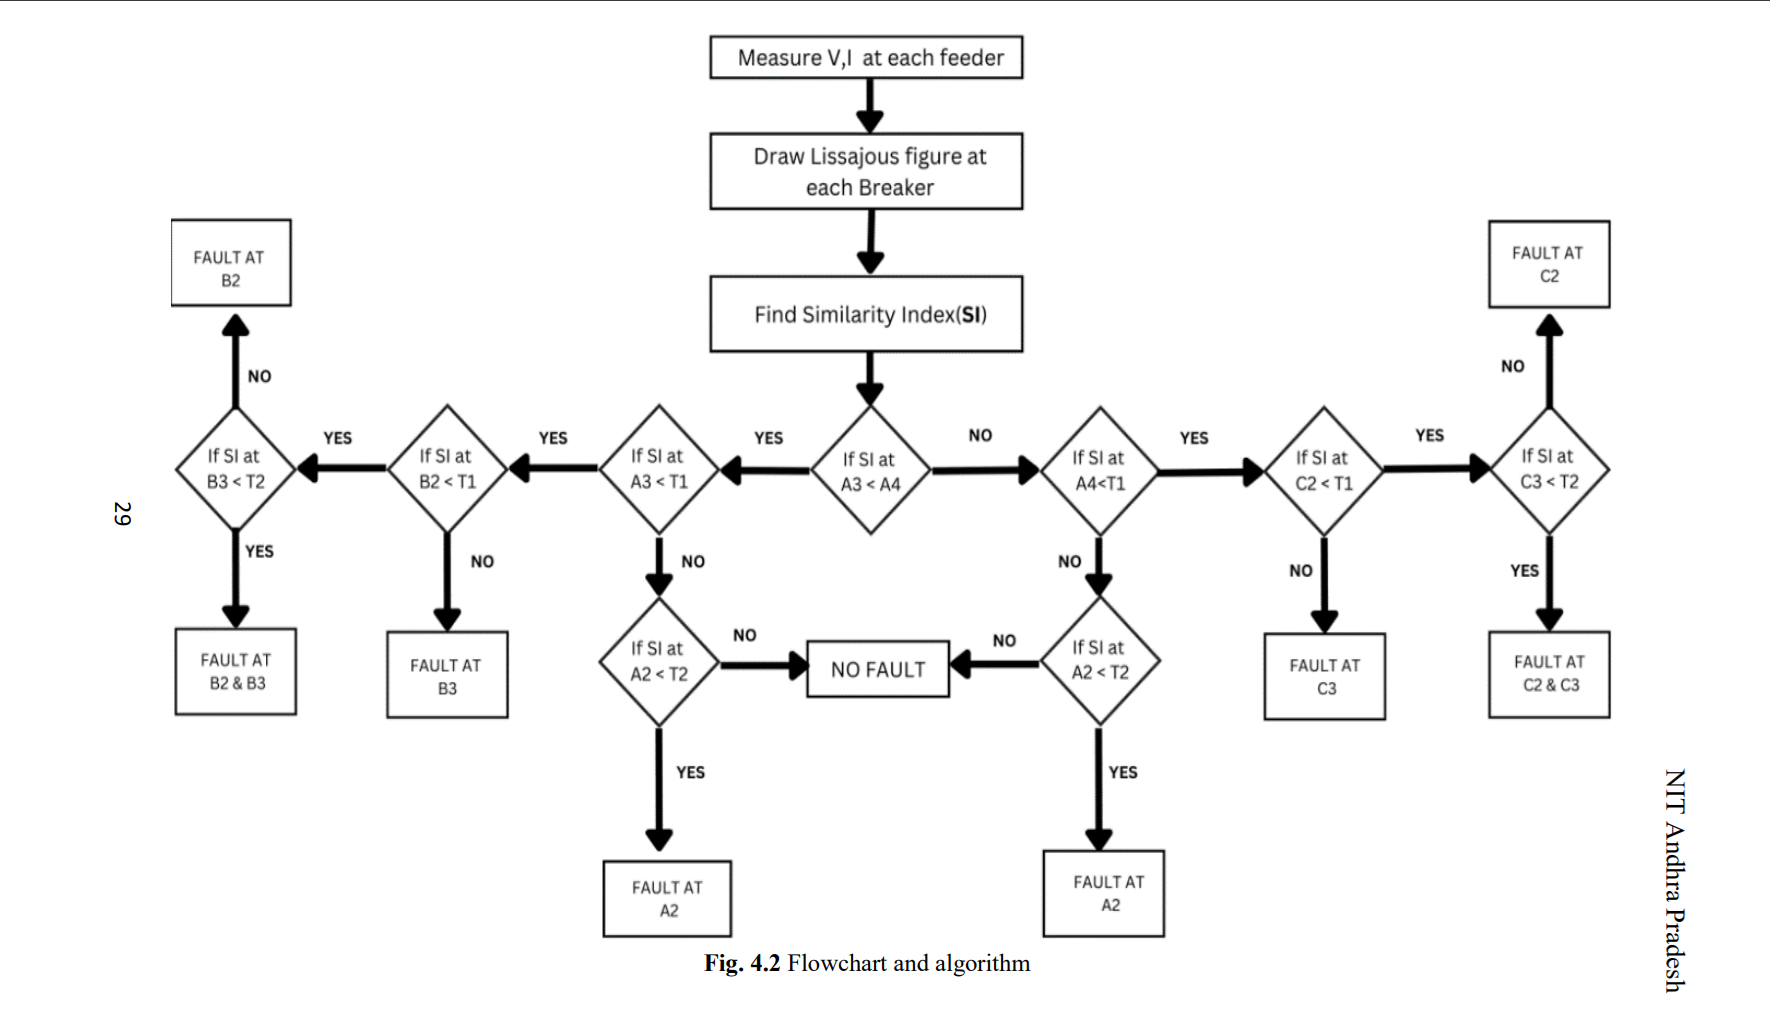 Measure V,I at each feeder
Draw Lissajous figure at
each Breaker
Find Similarity Index(SI)
FAULT AT
B2
FAULT AT
C2
NO
NO
If SI at
B3 < T2
YES
If SI at
B2 < T1
YES
If SI at
A3 < T1
YES
If SI at
A3 < A4
NO
If SI at
A4<T1
YES
If SI at
C2 < T1
YES
If SI at
C3 < T2
29
YES
NO
NO
NO
NO
YES
FAULT AT
B2 & B3
FAULT AT
B3
If SI at
A2 < T2
NO
NO FAULT
NO
If SI at
A2 < T2
FAULT AT
C3
FAULT AT
C2 & C3
YES
YES
FAULT AT
A2
FAULT AT
A2
NIT Andhra Pradesh
Fig. 4.2 Flowchart and algorithm